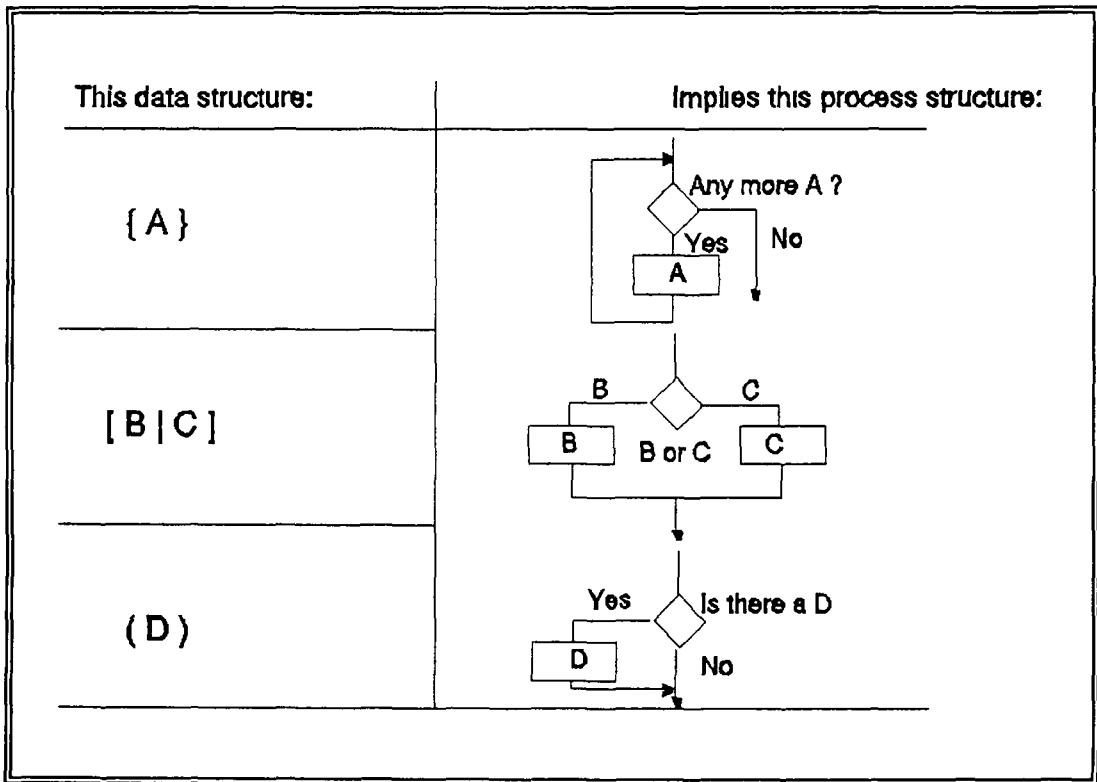 This data structure:
Implies this process structure:
{ A }
Any more A ?
Yes
No
A
[ B | C ]
B
C
B
B or C
C
( D )
Yes
Is there a D
D
No